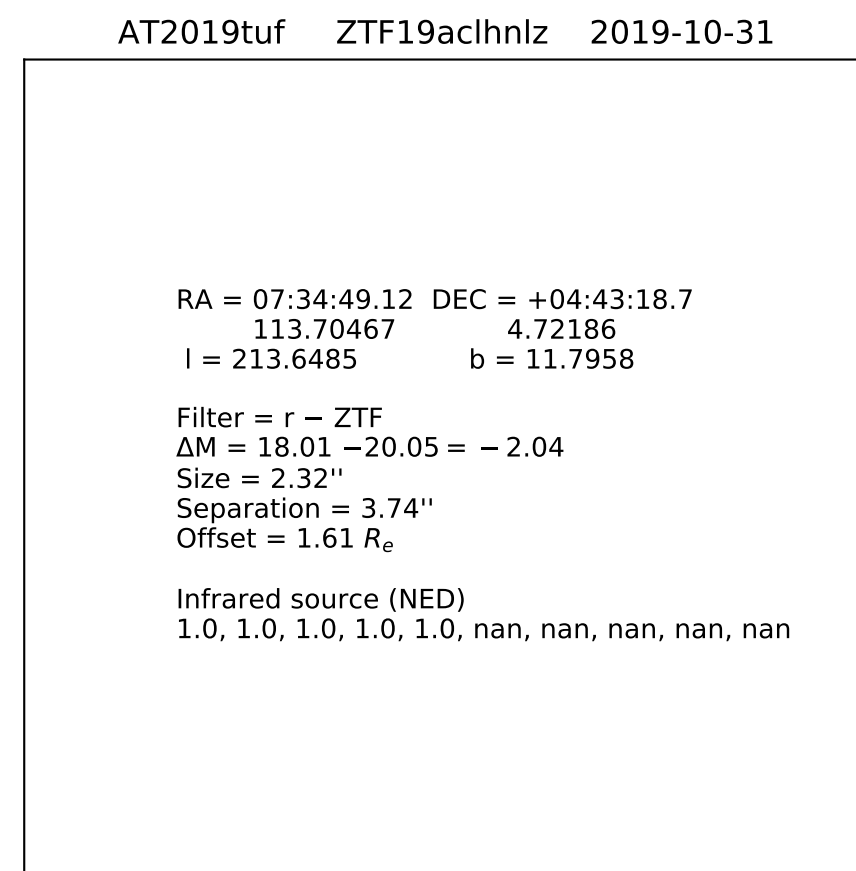 AT2019tuf ZTF19aclhnlz 2019-10-31
RA = 07:34:49.12 DEC = +04:43:18.7
113.70467 4.72186
l = 213.6485 b = 11.7958
Filter = r − ZTF
ΔM = 18.01 −20.05 = − 2.04
Size = 2.32''
Separation = 3.74''
Offset = 1.61 Re
Infrared source (NED)
1.0, 1.0, 1.0, 1.0, 1.0, nan, nan, nan, nan, nan